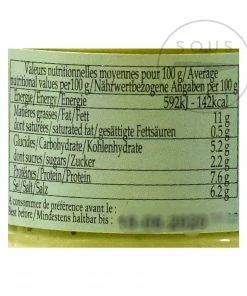 SOUS
Valeurs nutritionnelles moyennes pour 100 g / Average
nutritional values per100 g / Nährwertbezogene Angaben per 100 g
Energie / Energy / Energie 592kJ - 142kcal
Matières grasses / Fat / Fett 11 g
dont saturées / saturated fat / gesättigte Fettsäuren 0.5 g
Glucides / Carbohydrate / Kohlenhydrate 5.2 g
dont sucres / sugars / Zucker 2.2 g
Protéines / Protein / Protein 7.6 g
Sel / Salt / Salz 6.2 g
A consommer de préférence avant le :
Best before / Mindestens haltbar bis :